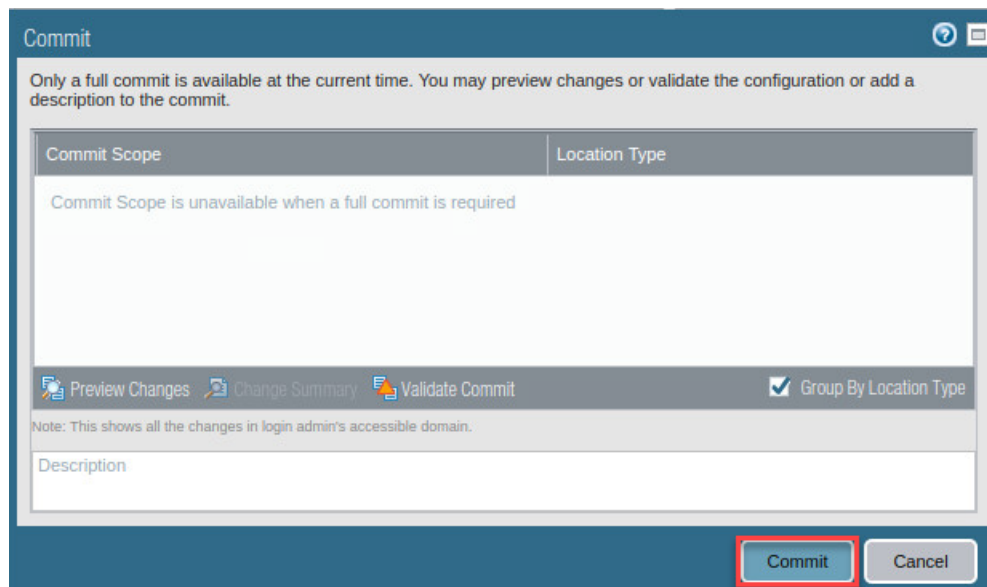 Commit
Only a full commit is available at the current time. You may preview changes or validate the configuration or add a
description to the commit.
Commit Scope
Location Type
Commit Scope is unavailable when a full commit is required
Preview Changes Change Summary Validate Commit Group By Location Type
Note: This shows all the changes in login admin's accessible domain.
Description
Commit Cancel